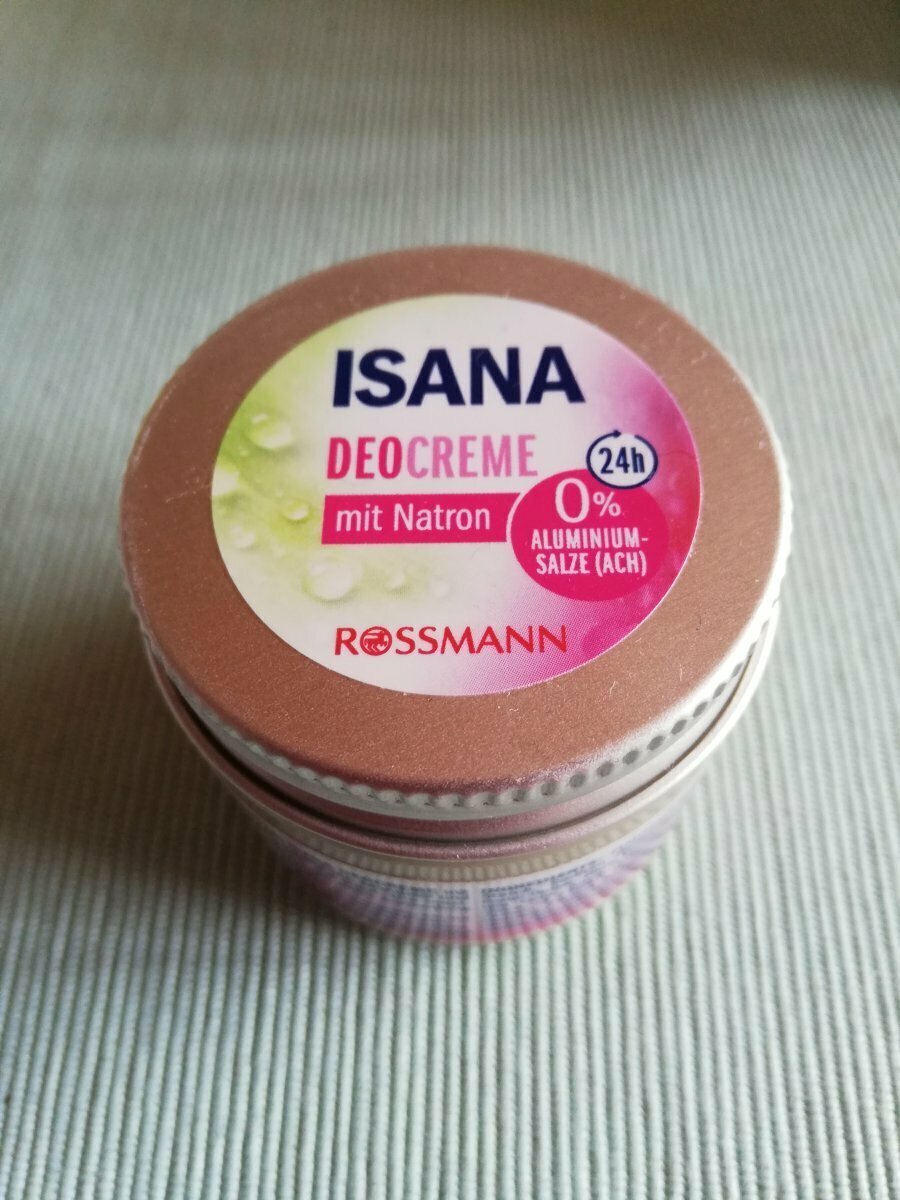 ISANA
DEOCREME
24h
mit Natron
0%
ALUMINIUM-
SALZE (ACH)
ROSSMANN